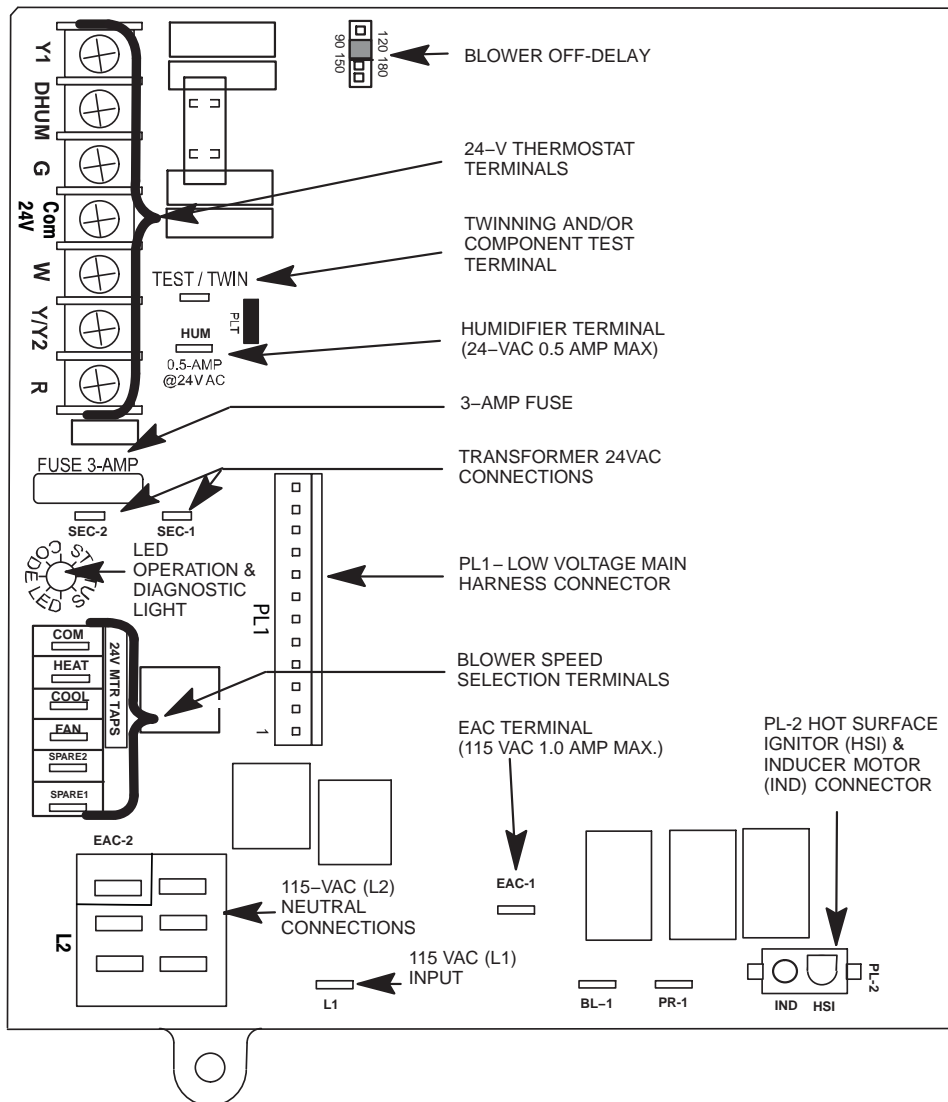 Y1
DHUM
G
Com
24V
W
Y/Y2
R
120 180
90 150
BLOWER OFF-DELAY
24–V THERMOSTAT
TERMINALS
TWINNING AND/OR
COMPONENT TEST
TERMINAL
TEST / TWIN
PLT
HUM
0.5-AMP
@24VAC
HUMIDIFIER TERMINAL
(24–VAC 0.5 AMP MAX)
3–AMP FUSE
FUSE 3-AMP
TRANSFORMER 24VAC
CONNECTIONS
SEC-2
SEC-1
STATUS
CODE LED
LED
OPERATION &
DIAGNOSTIC
LIGHT
PL1
1
PL1– LOW VOLTAGE MAIN
HARNESS CONNECTOR
COM
HEAT
COOL
FAN
SPARE2
SPARE1
24V MTR TAPS
BLOWER SPEED
SELECTION TERMINALS
EAC TERMINAL
(115 VAC 1.0 AMP MAX.)
PL-2 HOT SURFACE
IGNITOR (HSI) &
INDUCER MOTOR
(IND) CONNECTOR
EAC-2
L2
115–VAC (L2)
NEUTRAL
CONNECTIONS
115 VAC (L1)
INPUT
L1
EAC-1
BL–1
PR-1
IND
HSI
PL-2